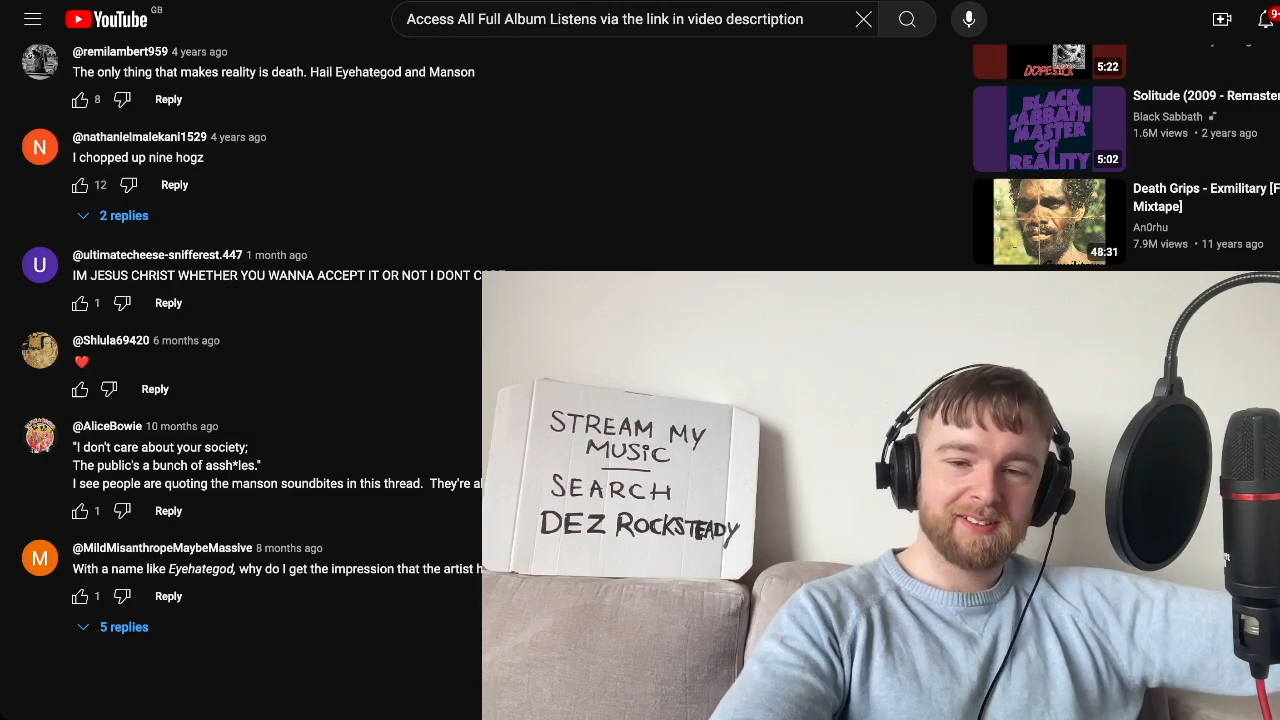 YouTube GB
Access All Full Album Listens via the link in video descrtiption
9+
@remilambert959 4 years ago
The only thing that makes reality is death. Hail Eyehategod and Manson
8 Reply
@nathanielmalekani1529 4 years ago
N
I chopped up nine hogz
12 Reply
2 replies
@ultimatecheese-snifferest.447 1 month ago
U
IM JESUS CHRIST WHETHER YOU WANNA ACCEPT IT OR NOT I DONT
1 Reply
@Shlula69420 6 months ago
❤️
Reply
@AliceBowie 10 months ago
"I don't care about your society;
The public's a bunch of assh*les."
I see people are quoting the manson soundbites in this thread. They're
1 Reply
@MildMisanthropeMaybeMassive 8 months ago
M
With a name like Eyehategod, why do I get the impression that the artist
1 Reply
5 replies
DOPESICK
5:22
BLACK
SABBATH
MASTER
OF
REALITY
5:02
Solitude (2009 - Remaster
Black Sabbath
1.6M views • 2 years ago
48:31
Death Grips - Exmilitary [F
Mixtape]
An0rhu
7.9M views • 11 years ago
STREAM MY
MUSIC
SEARCH
DEZ ROCKSTEADY